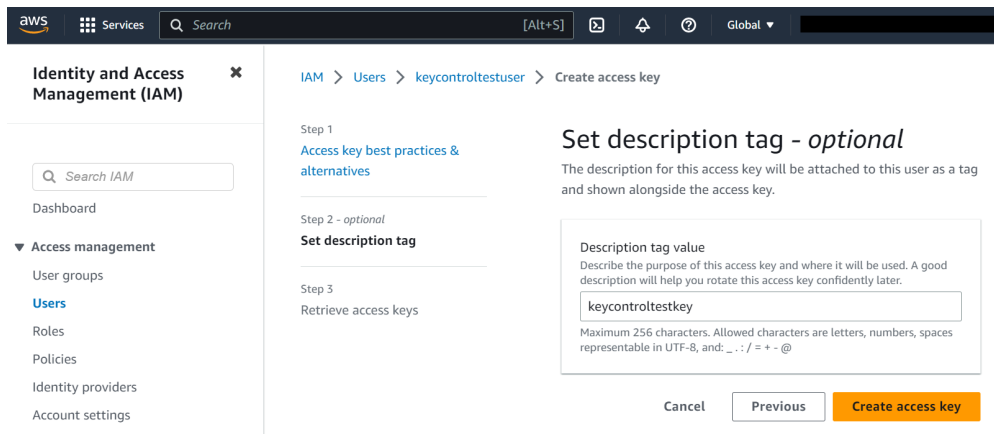 aws
Services
Search
[Alt+S]
Global
Identity and Access
Management (IAM)
Search IAM
Dashboard
Access management
User groups
Users
Roles
Policies
Identity providers
Account settings
IAM > Users > keycontroltestuser > Create access key
Step 1
Access key best practices &
alternatives
Step 2 - optional
Set description tag
Step 3
Retrieve access keys
Set description tag - optional
The description for this access key will be attached to this user as a tag
and shown alongside the access key.
Description tag value
Describe the purpose of this access key and where it will be used. A good
description will help you rotate this access key confidently later.
keycontroltestkey
Maximum 256 characters. Allowed characters are letters, numbers, spaces
representable in UTF-8, and: _ . : / = + - @
Cancel
Previous
Create access key